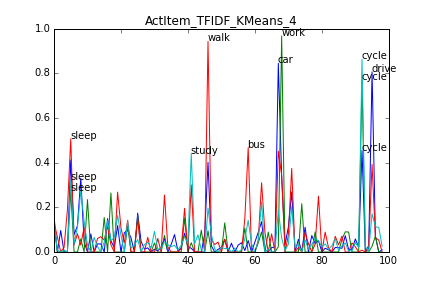 ActItem_TFIDF_KMeans_4
1.0
0.8
0.6
0.4
0.2
0.0
0
20
40
60
80
100
sleep
sleep
sleep
study
walk
bus
car
work
cycle
drive
cycle
cycle